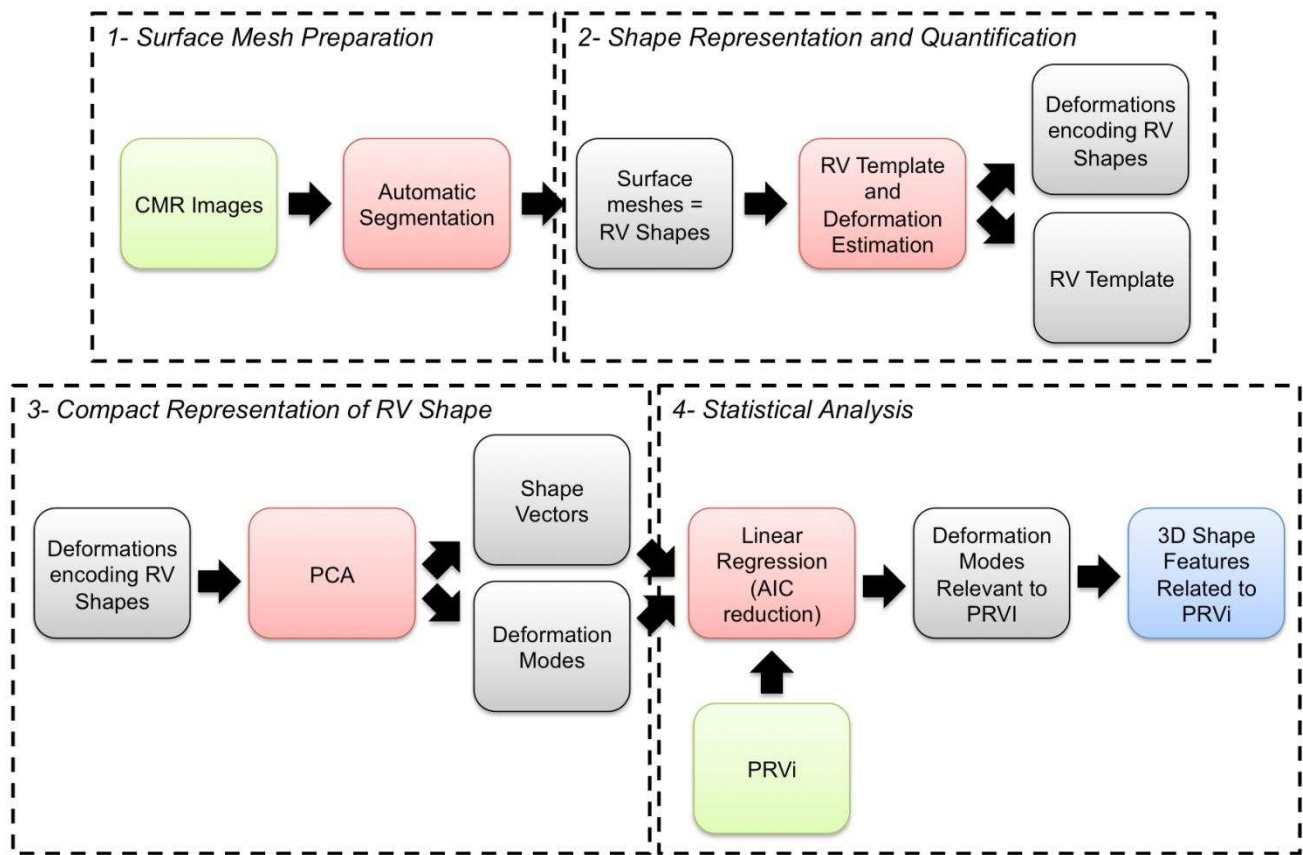 1- Surface Mesh Preparation
CMR Images
Automatic
Segmentation
2- Shape Representation and Quantification
Surface
meshes =
RV Shapes
RV Template
and
Deformation
Estimation
Deformations
encoding RV
Shapes
RV Template
3- Compact Representation of RV Shape
Deformations
encoding RV
Shapes
PCA
Shape
Vectors
Deformation
Modes
4- Statistical Analysis
Linear
Regression
(AIC
reduction)
PRVi
Deformation
Modes
Relevant to
PRVI
3D Shape
Features
Related to
PRVi